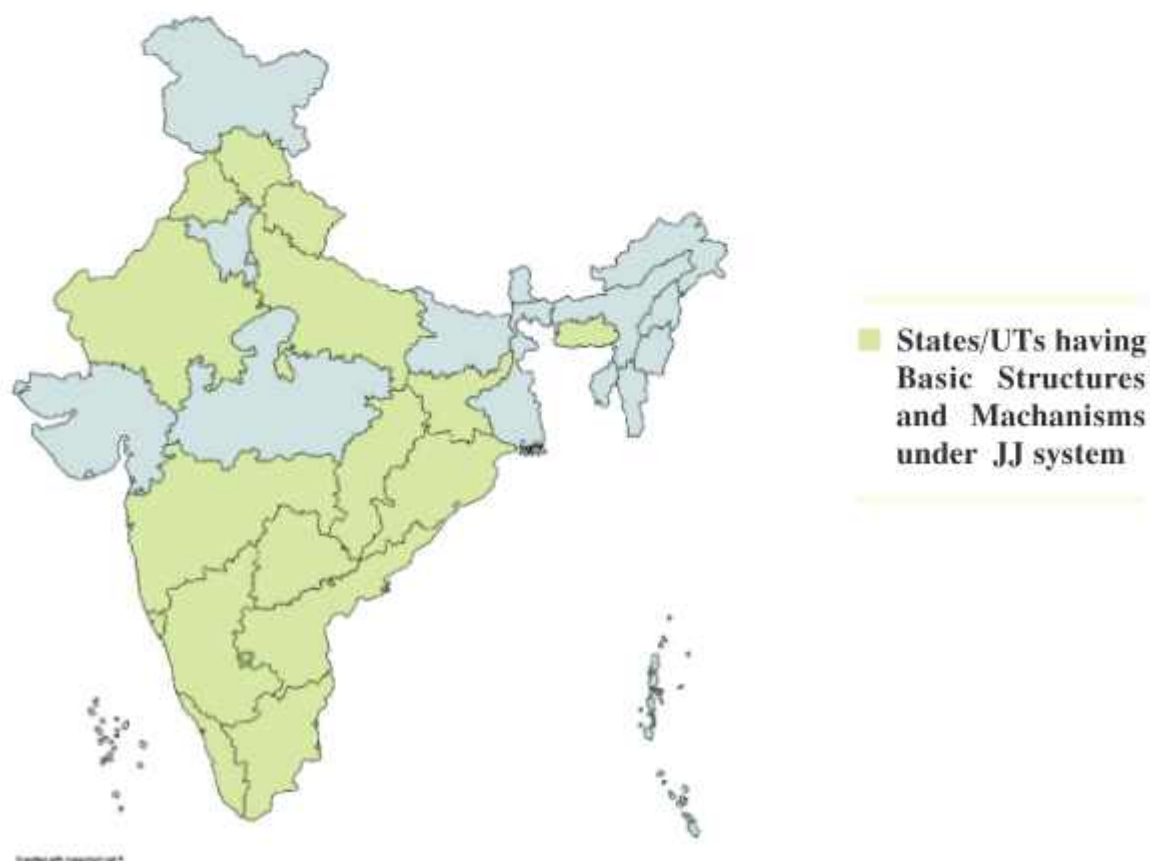 States/UTs having
Basic Structures
and Machanisms
under JJ system